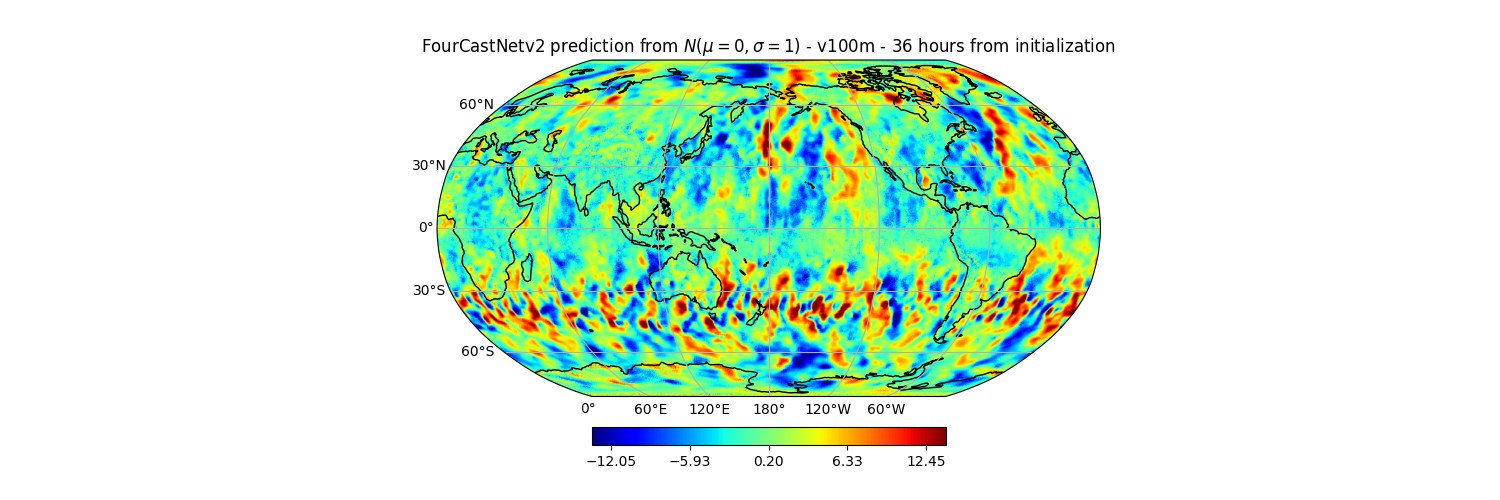 FourCastNetv2 prediction from N(μ = 0, σ = 1) - v100m - 36 hours from initialization
60°N
30°N
0°
30°S
60°S
0° 60°E 120°E 180° 120°W 60°W
−12.05 −5.93 0.20 6.33 12.45